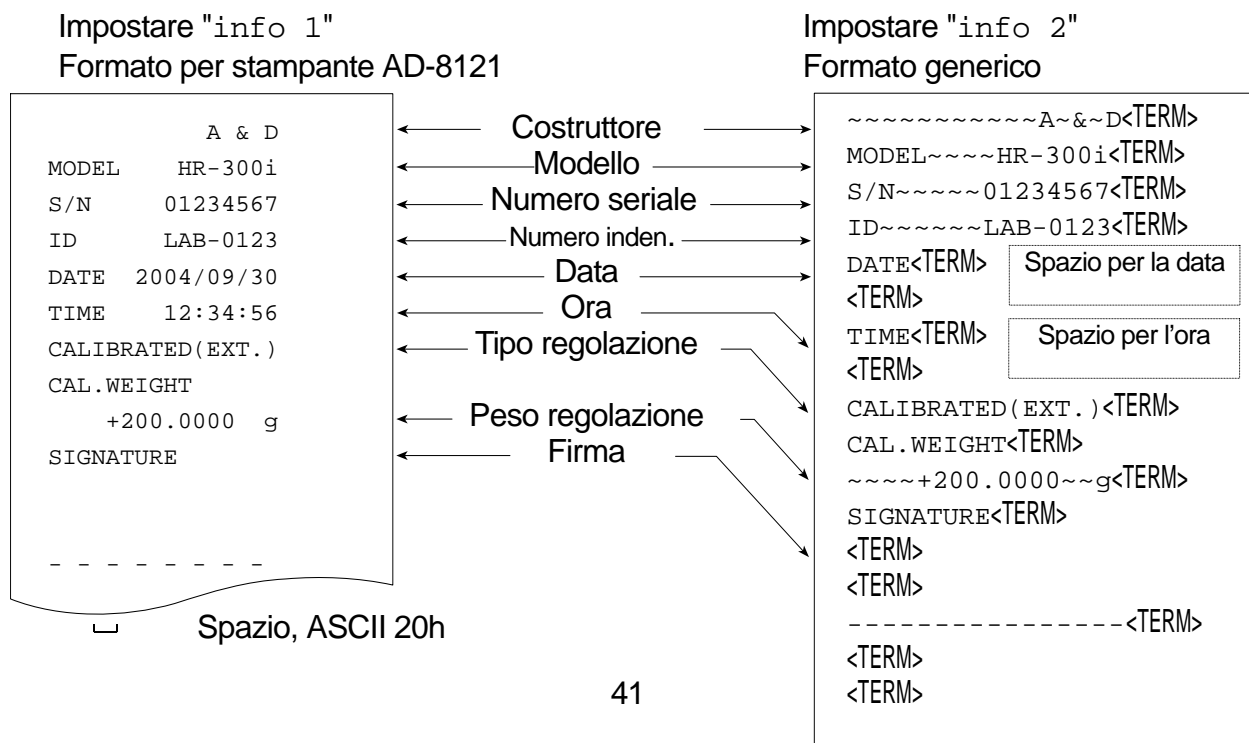 Impostare "info 1"
Formato per stampante AD-8121
A & D
MODEL HR-300i
S/N 01234567
ID LAB-0123
DATE 2004/09/30
TIME 12:34:56
CALIBRATED(EXT.)
CAL.WEIGHT
+200.0000 g
SIGNATURE
- - - - - - - -
Spazio, ASCII 20h
Costruttore
Modello
Numero seriale
Numero inden.
Data
Ora
Tipo regolazione
Peso regolazione
Firma
Impostare "info 2"
Formato generico
~~~~~~~~~~~A~&~D<TERM>
MODEL~~~~HR-300i<TERM>
S/N~~~~~01234567<TERM>
ID~~~~~~LAB-0123<TERM>
DATE<TERM> Spazio per la data
<TERM>
TIME<TERM> Spazio per l'ora
<TERM>
CALIBRATED(EXT.)<TERM>
CAL.WEIGHT<TERM>
~~~~+200.0000~~g<TERM>
SIGNATURE<TERM>
<TERM>
<TERM>
----------------<TERM>
<TERM>
<TERM>
41